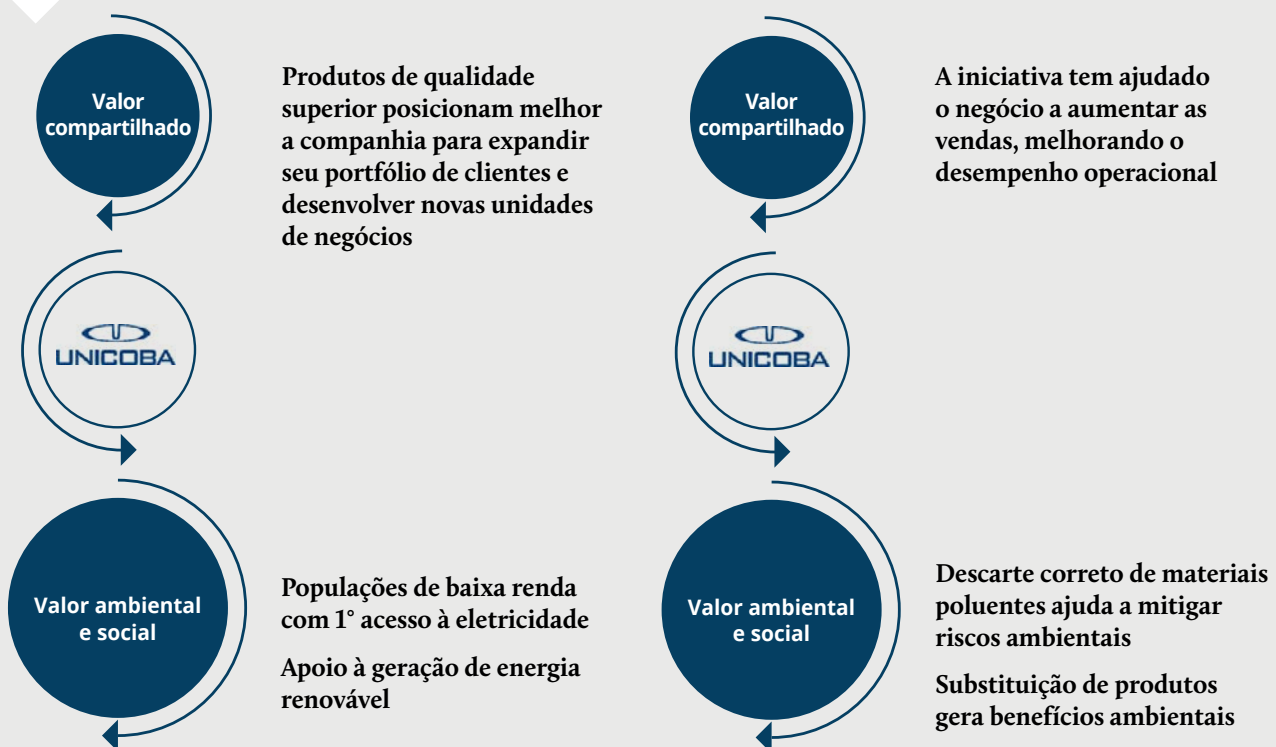 Valor
compartilhado
Produtos de qualidade
superior posicionam melhor
a companhia para expandir
seu portfólio de clientes e
desenvolver novas unidades
de negócios
UNICOBA
Valor ambiental
e social
Populações de baixa renda
com 1° acesso à eletricidade
Apoio à geração de energia
renovável
Valor
compartilhado
A iniciativa tem ajudado
o negócio a aumentar as
vendas, melhorando o
desempenho operacional
UNICOBA
Valor ambiental
e social
Descarte correto de materiais
poluentes ajuda a mitigar
riscos ambientais
Substituição de produtos
gera benefícios ambientais